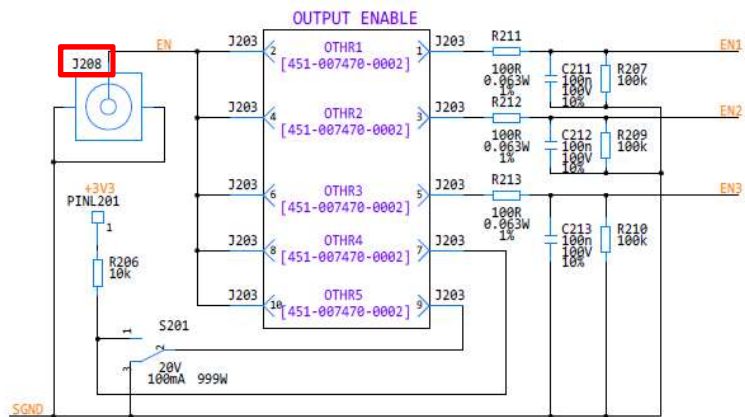 OUTPUT ENABLE
J208
EN
J203 2 OTHR1 1 J203
[451-007470-0002]
R211
100R
0.063W
1%
EN1
C211
100n
100V
10%
R207
100k
J203 4 OTHR2 3 J203
[451-007470-0002]
R212
100R
0.063W
1%
EN2
C212
100n
100V
10%
R209
100k
J203 6 OTHR3 5 J203
[451-007470-0002]
R213
100R
0.063W
1%
EN3
C213
100n
100V
10%
R210
100k
J203 8 OTHR4 7 J203
[451-007470-0002]
J203 10 OTHR5 9 J203
[451-007470-0002]
+3V3
PINL201
1
R206
10k
S201
1
2
3
20V
100mA 999W
SGND